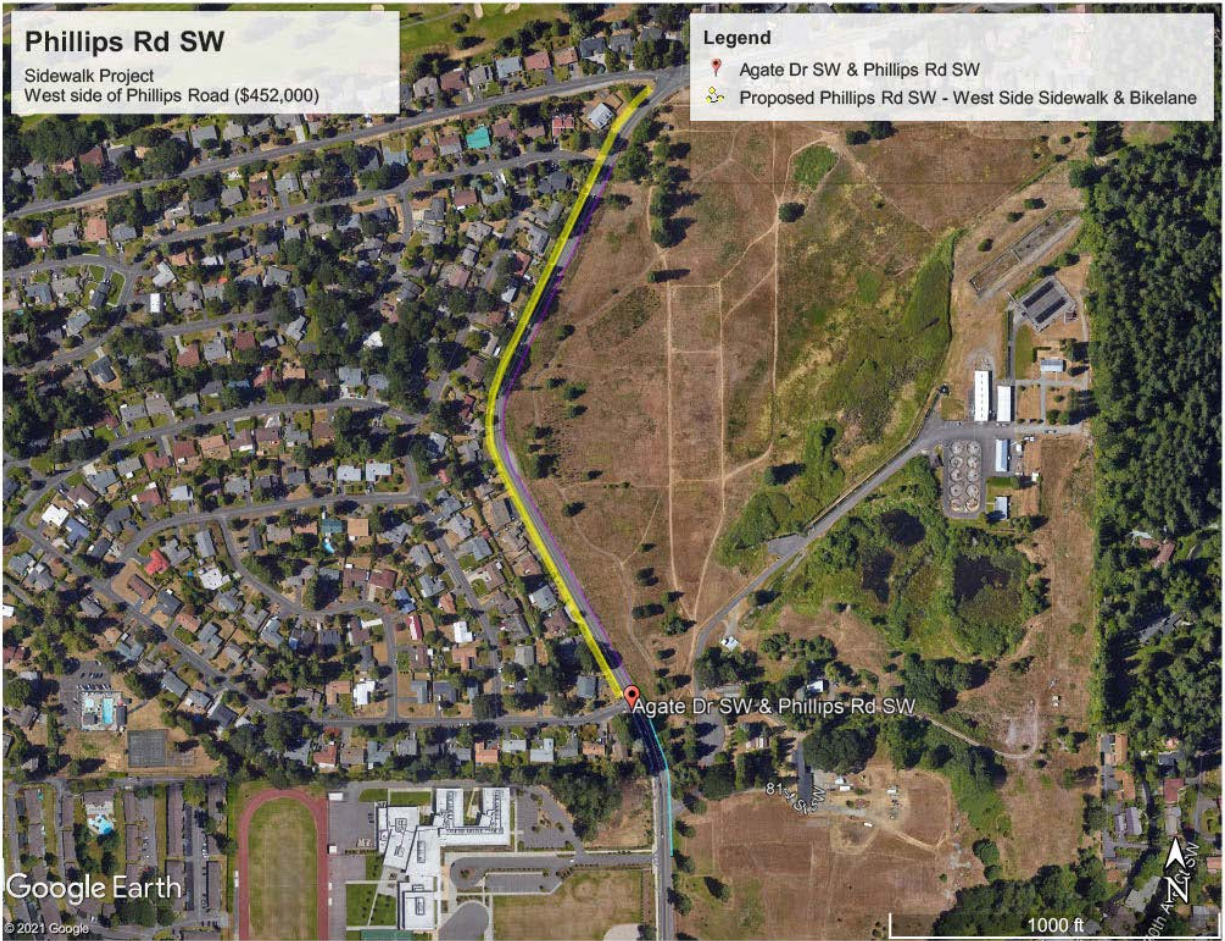 Phillips Rd SW
Sidewalk Project
West side of Phillips Road ($452,000)
Legend
Agate Dr SW & Phillips Rd SW
Proposed Phillips Rd SW - West Side Sidewalk & Bikelane
Agate Dr SW & Phillips Rd SW
81st St SW
Google Earth
© 2021 Google
N
1000 ft